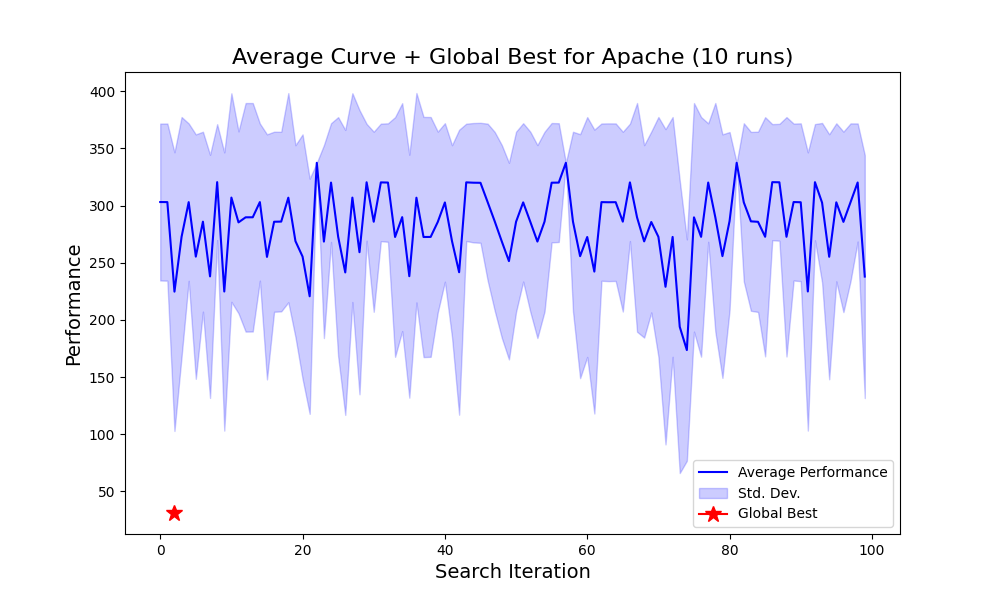 Average Curve + Global Best for Apache (10 runs)
400
350
300
250
200
150
100
50
Performance
Average Performance
Std. Dev.
Global Best
0 20 40 60 80 100
Search Iteration